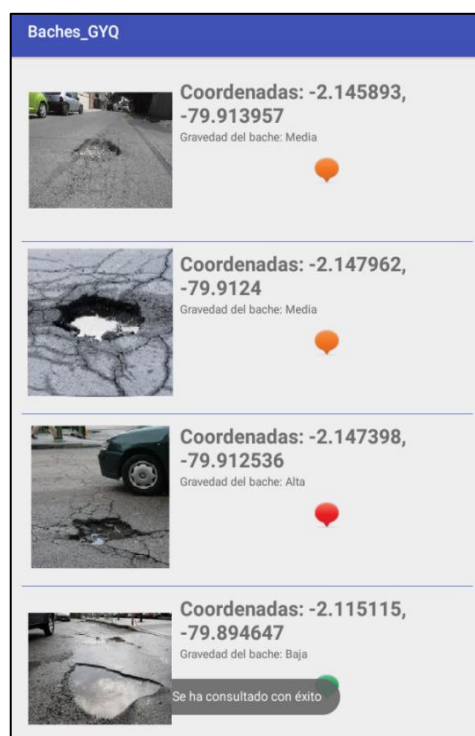 Baches_GYQ
Coordenadas: -2.145893,
-79.913957
Gravedad del bache: Media
Coordenadas: -2.147962,
-79.9124
Gravedad del bache: Media
Coordenadas: -2.147398,
-79.912536
Gravedad del bache: Alta
Coordenadas: -2.115115,
-79.894647
Gravedad del bache: Baja
Se ha consultado con éxito